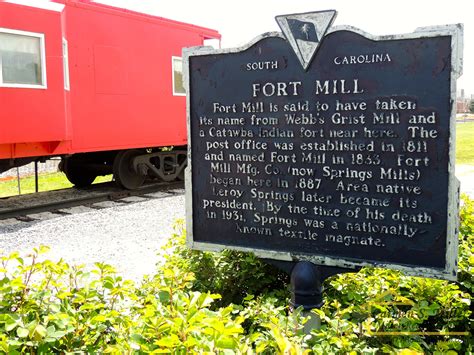 SOUTH CAROLINA
FORT MILL
Fort Mill is said to have taken
its name from Webb's Grist Mill and
a Catawba Indian fort near here. The
post office was established in 1811
and named Fort Mill in 1833. Fort
Mill Mfg. Co. (now Springs Mills)
began here in 1887. Area native
Leroy Springs later became its
president. By the time of his death
in 1931, Springs was a nationally
known textile magnate.